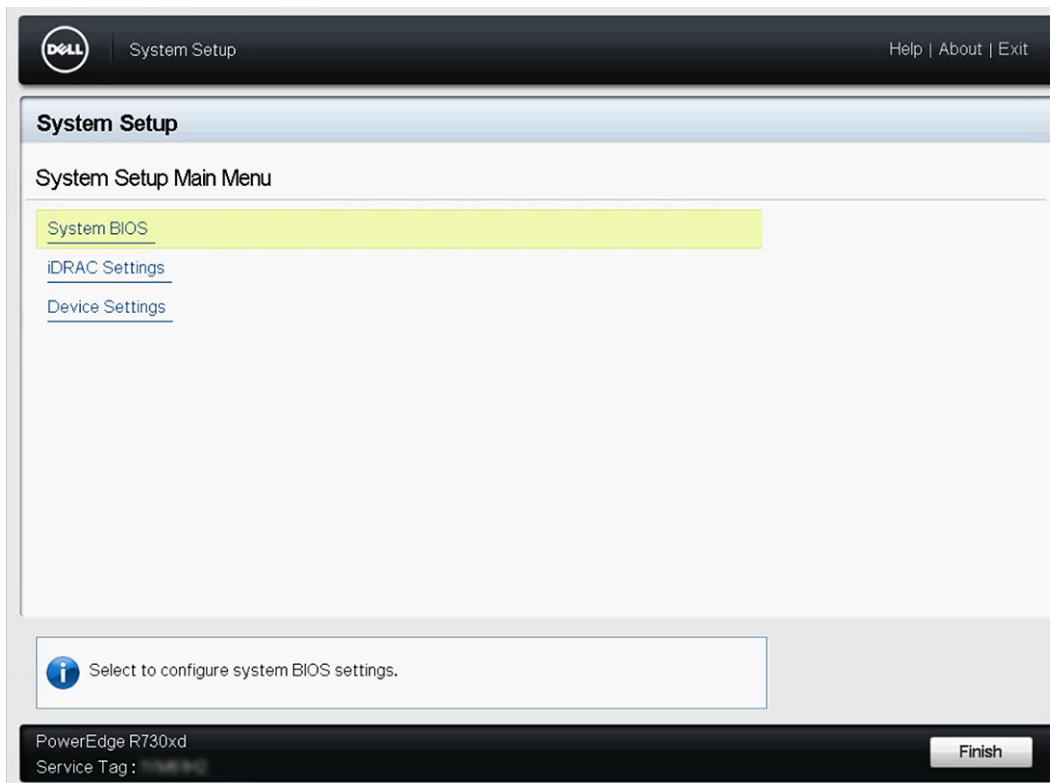 DELL
System Setup
Help | About | Exit
System Setup
System Setup Main Menu
System BIOS
iDRAC Settings
Device Settings
Select to configure system BIOS settings.
PowerEdge R730xd
Service Tag :
Finish